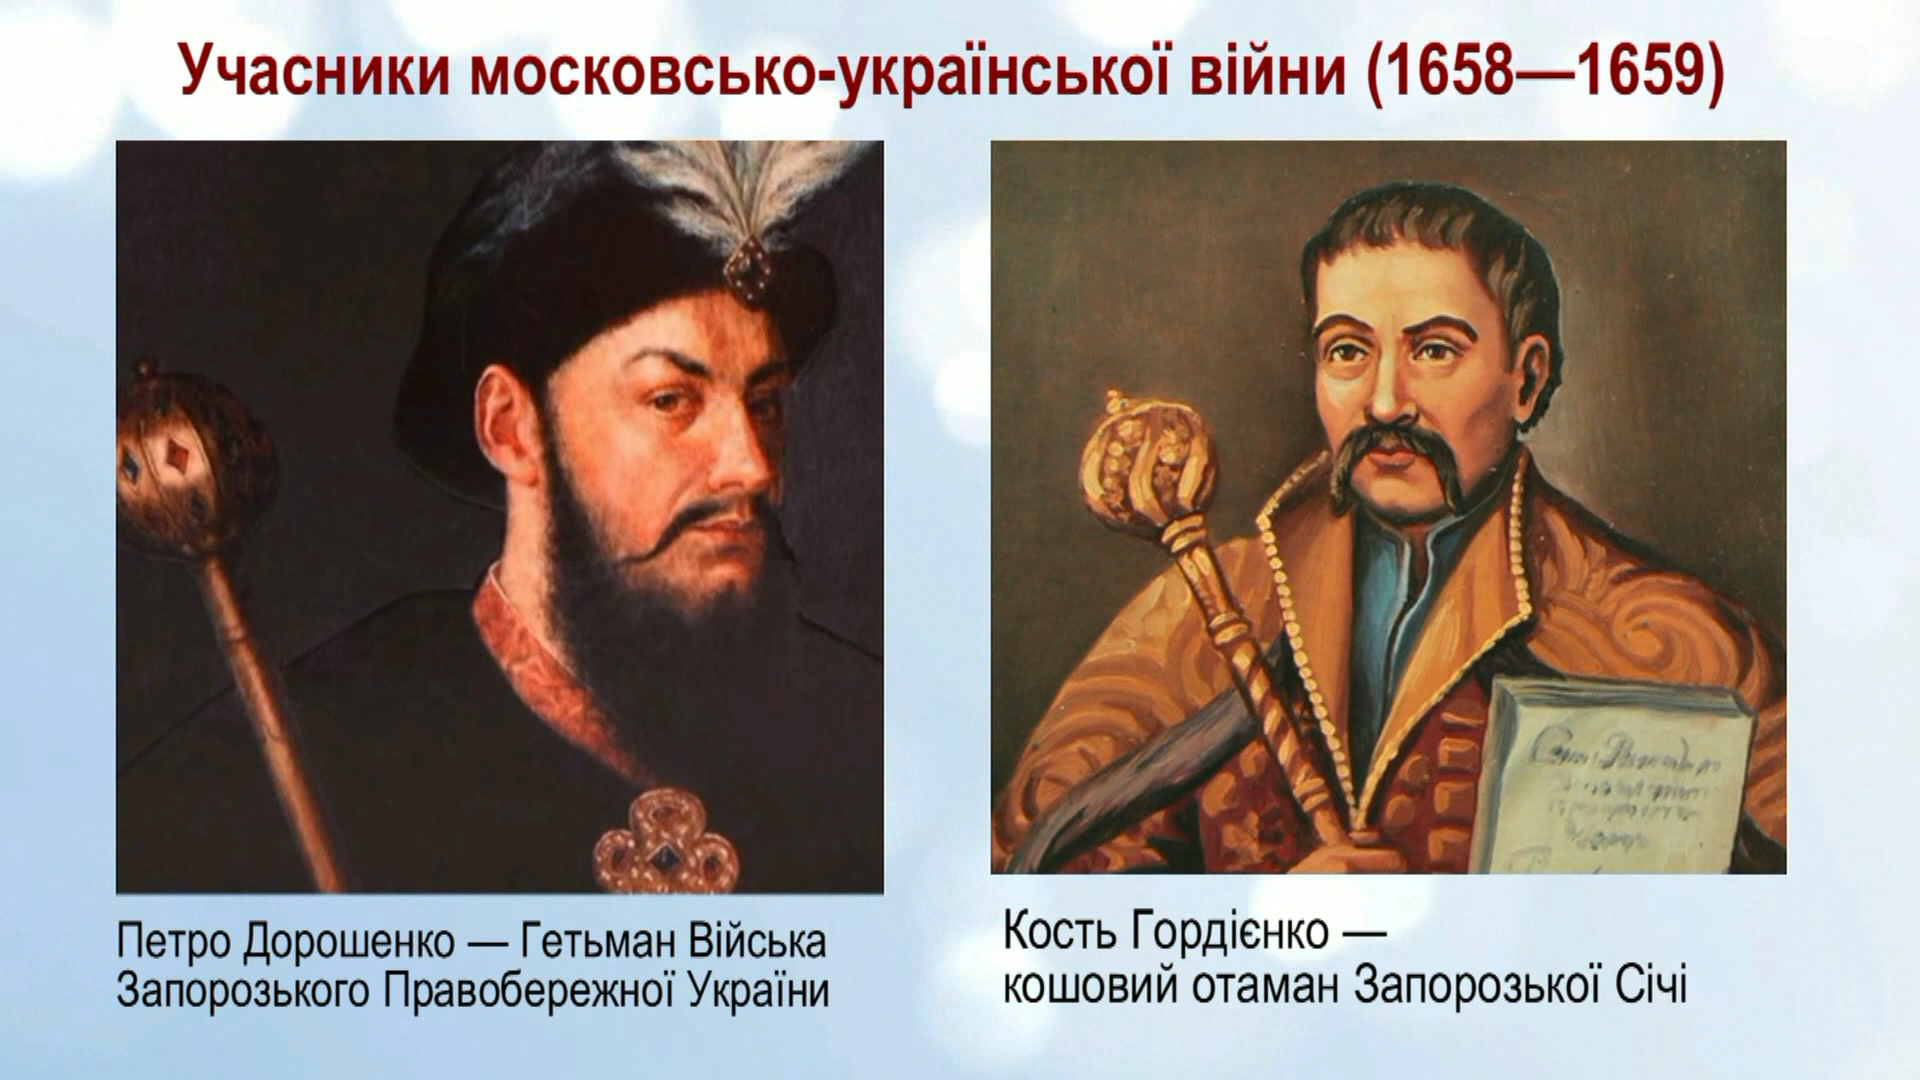 Учасники московсько-української війни (1658—1659)
Петро Дорошенко — Гетьман Війська
Запорозького Правобережної України
Кость Гордієнко —
кошовий отаман Запорозької Січі